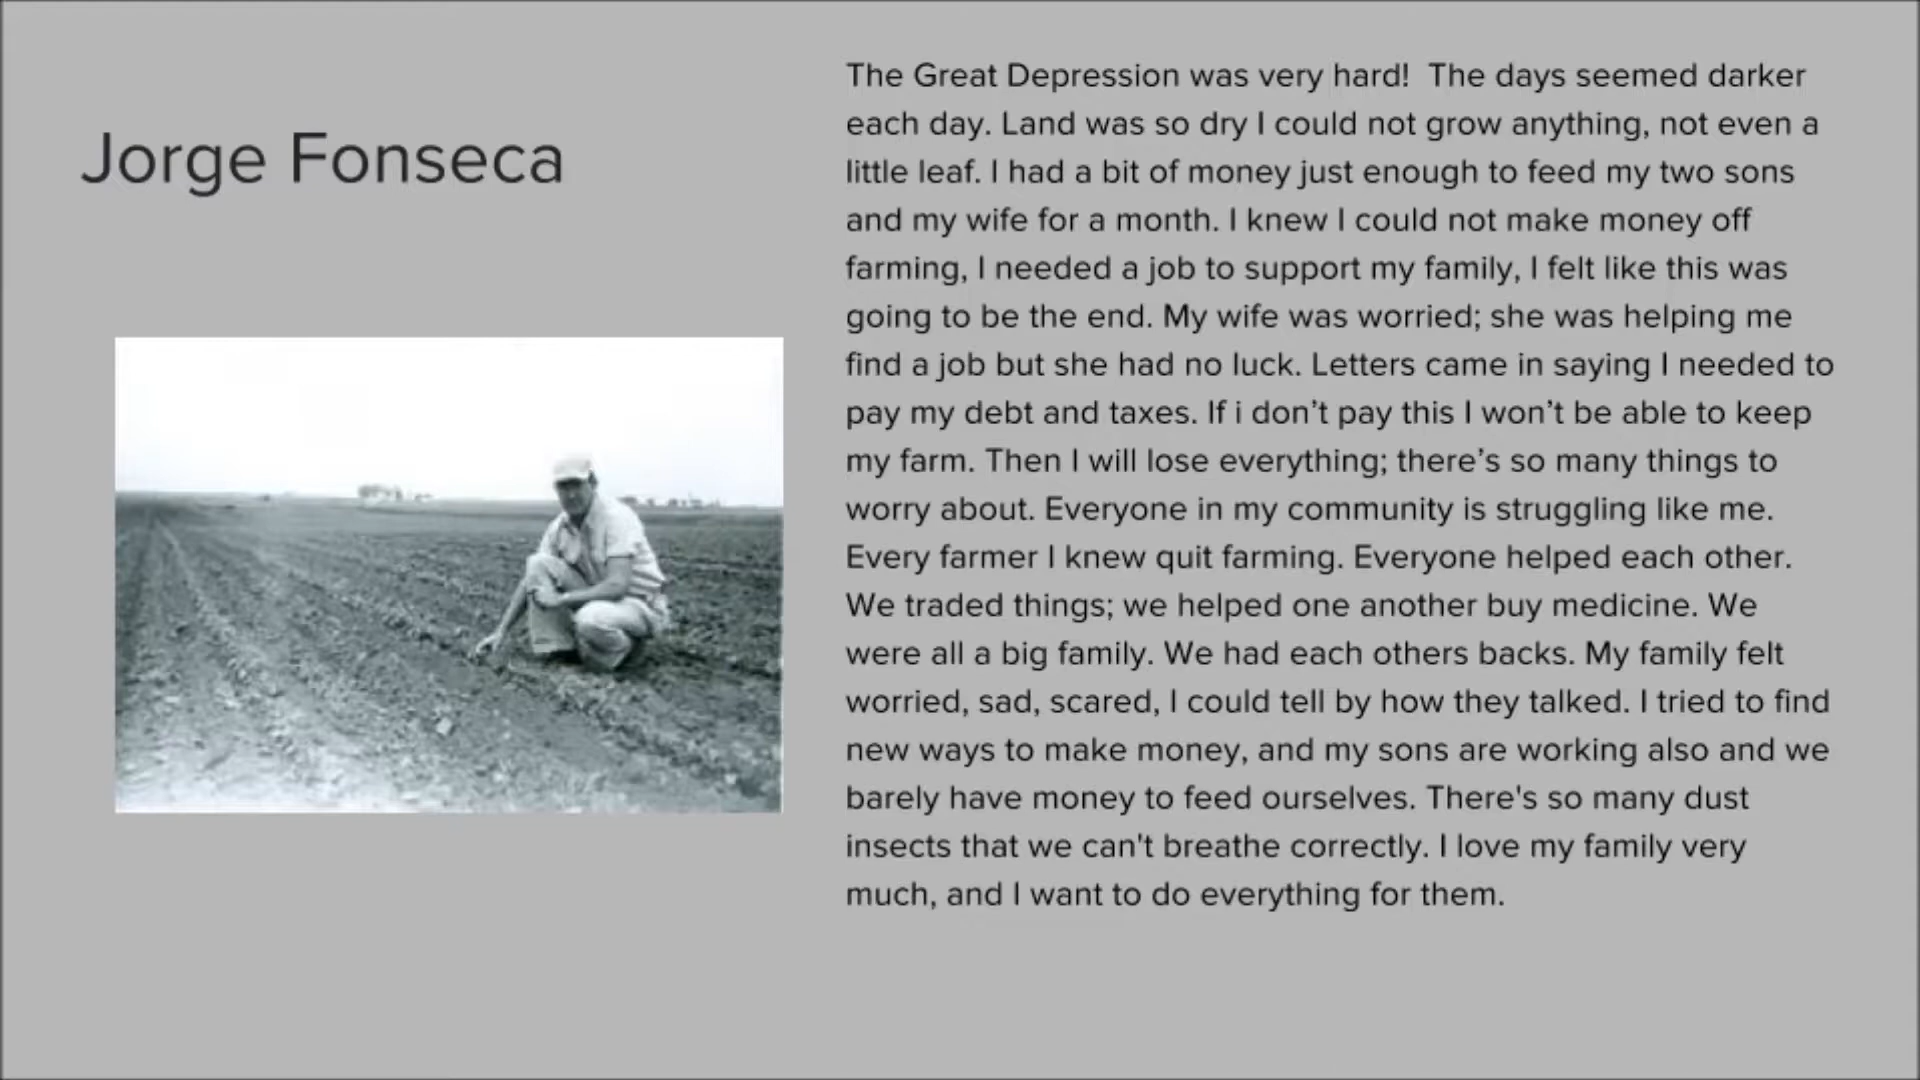 Jorge Fonseca
The Great Depression was very hard!  The days seemed darker
each day. Land was so dry I could not grow anything, not even a
little leaf. I had a bit of money just enough to feed my two sons
and my wife for a month. I knew I could not make money off
farming, I needed a job to support my family, I felt like this was
going to be the end. My wife was worried; she was helping me
find a job but she had no luck. Letters came in saying I needed to
pay my debt and taxes. If i don’t pay this I won’t be able to keep
my farm. Then I will lose everything; there’s so many things to
worry about. Everyone in my community is struggling like me.
Every farmer I knew quit farming. Everyone helped each other.
We traded things; we helped one another buy medicine. We
were all a big family. We had each others backs. My family felt
worried, sad, scared, I could tell by how they talked. I tried to find
new ways to make money, and my sons are working also and we
barely have money to feed ourselves. There's so many dust
insects that we can't breathe correctly. I love my family very
much, and I want to do everything for them.